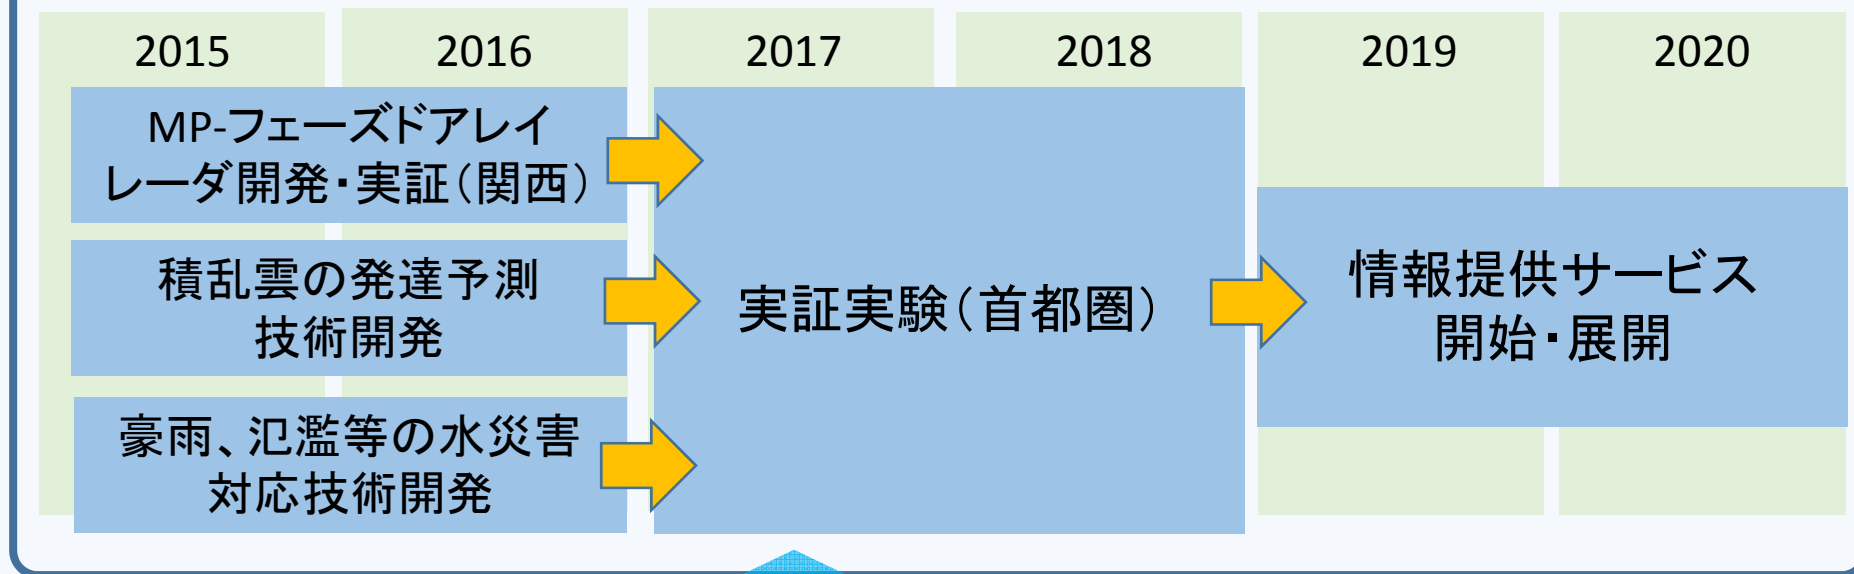 2015 2016 2017 2018 2019 2020
MP-フェーズドアレイ
レーダ開発・実証（関西）
積乱雲の発達予測
技術開発
豪雨、氾濫等の水災害
対応技術開発
実証実験（首都圏）
情報提供サービス
開始・展開